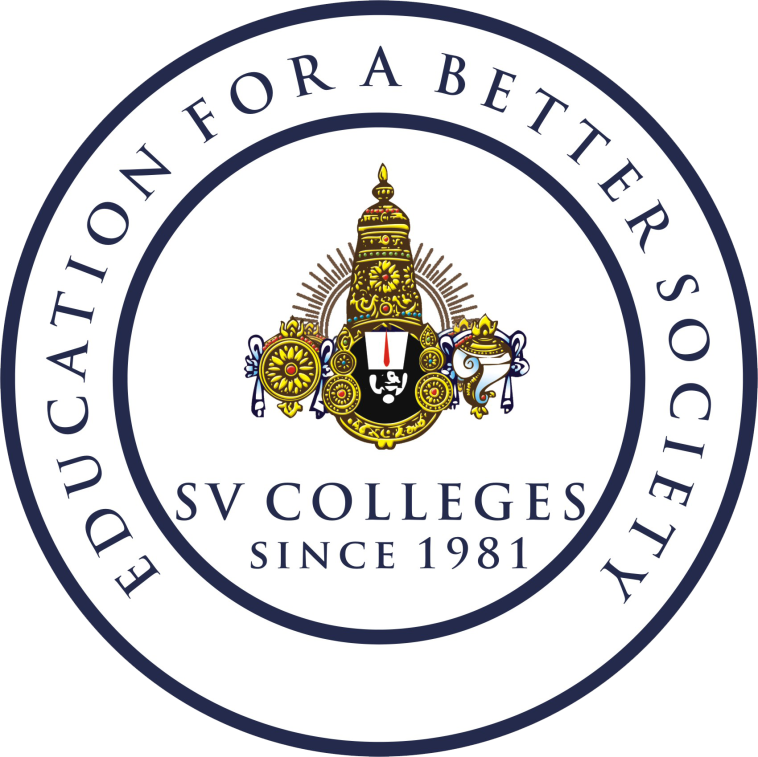 EDUCATION FOR A BETTER SOCIETY
SV COLLEGES
SINCE 1981